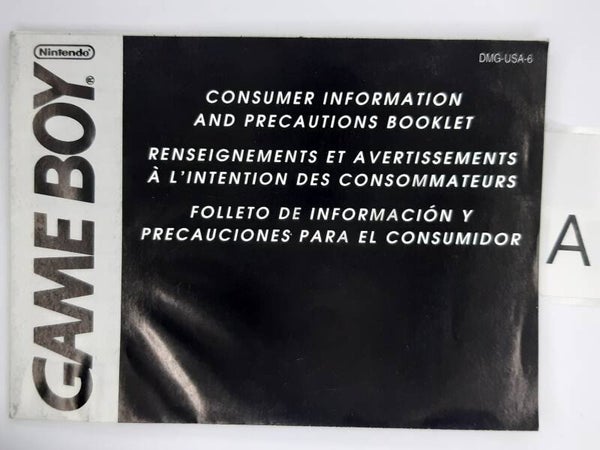 Nintendo®
GAME BOY®
DMG-USA-6
CONSUMER INFORMATION
AND PRECAUTIONS BOOKLET
RENSEIGNEMENTS ET AVERTISSEMENTS
À L'INTENTION DES CONSOMMATEURS
FOLLETO DE INFORMACIÓN Y
PRECAUCIONES PARA EL CONSUMIDOR
A